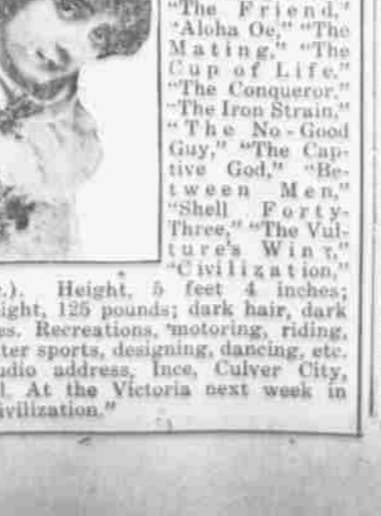 "The Friend,"
"Aloha Oe," "The
Mating," "The
Cup of Life,"
"The Conqueror,"
"The Iron Strain,"
"The No-Good
Guy," "The Cap-
tive God," "Be-
tween Men,"
"Shell Forty-
Three," "The Vul-
ture's Wing,"
"Civilization,"
c.). Height, 5 feet 4 inches;
ight, 125 pounds; dark hair, dark
es. Recreations, motoring, riding,
ter sports, designing, dancing, etc.
udio address, Ince, Culver City,
l. At the Victoria next week in
ivilization."